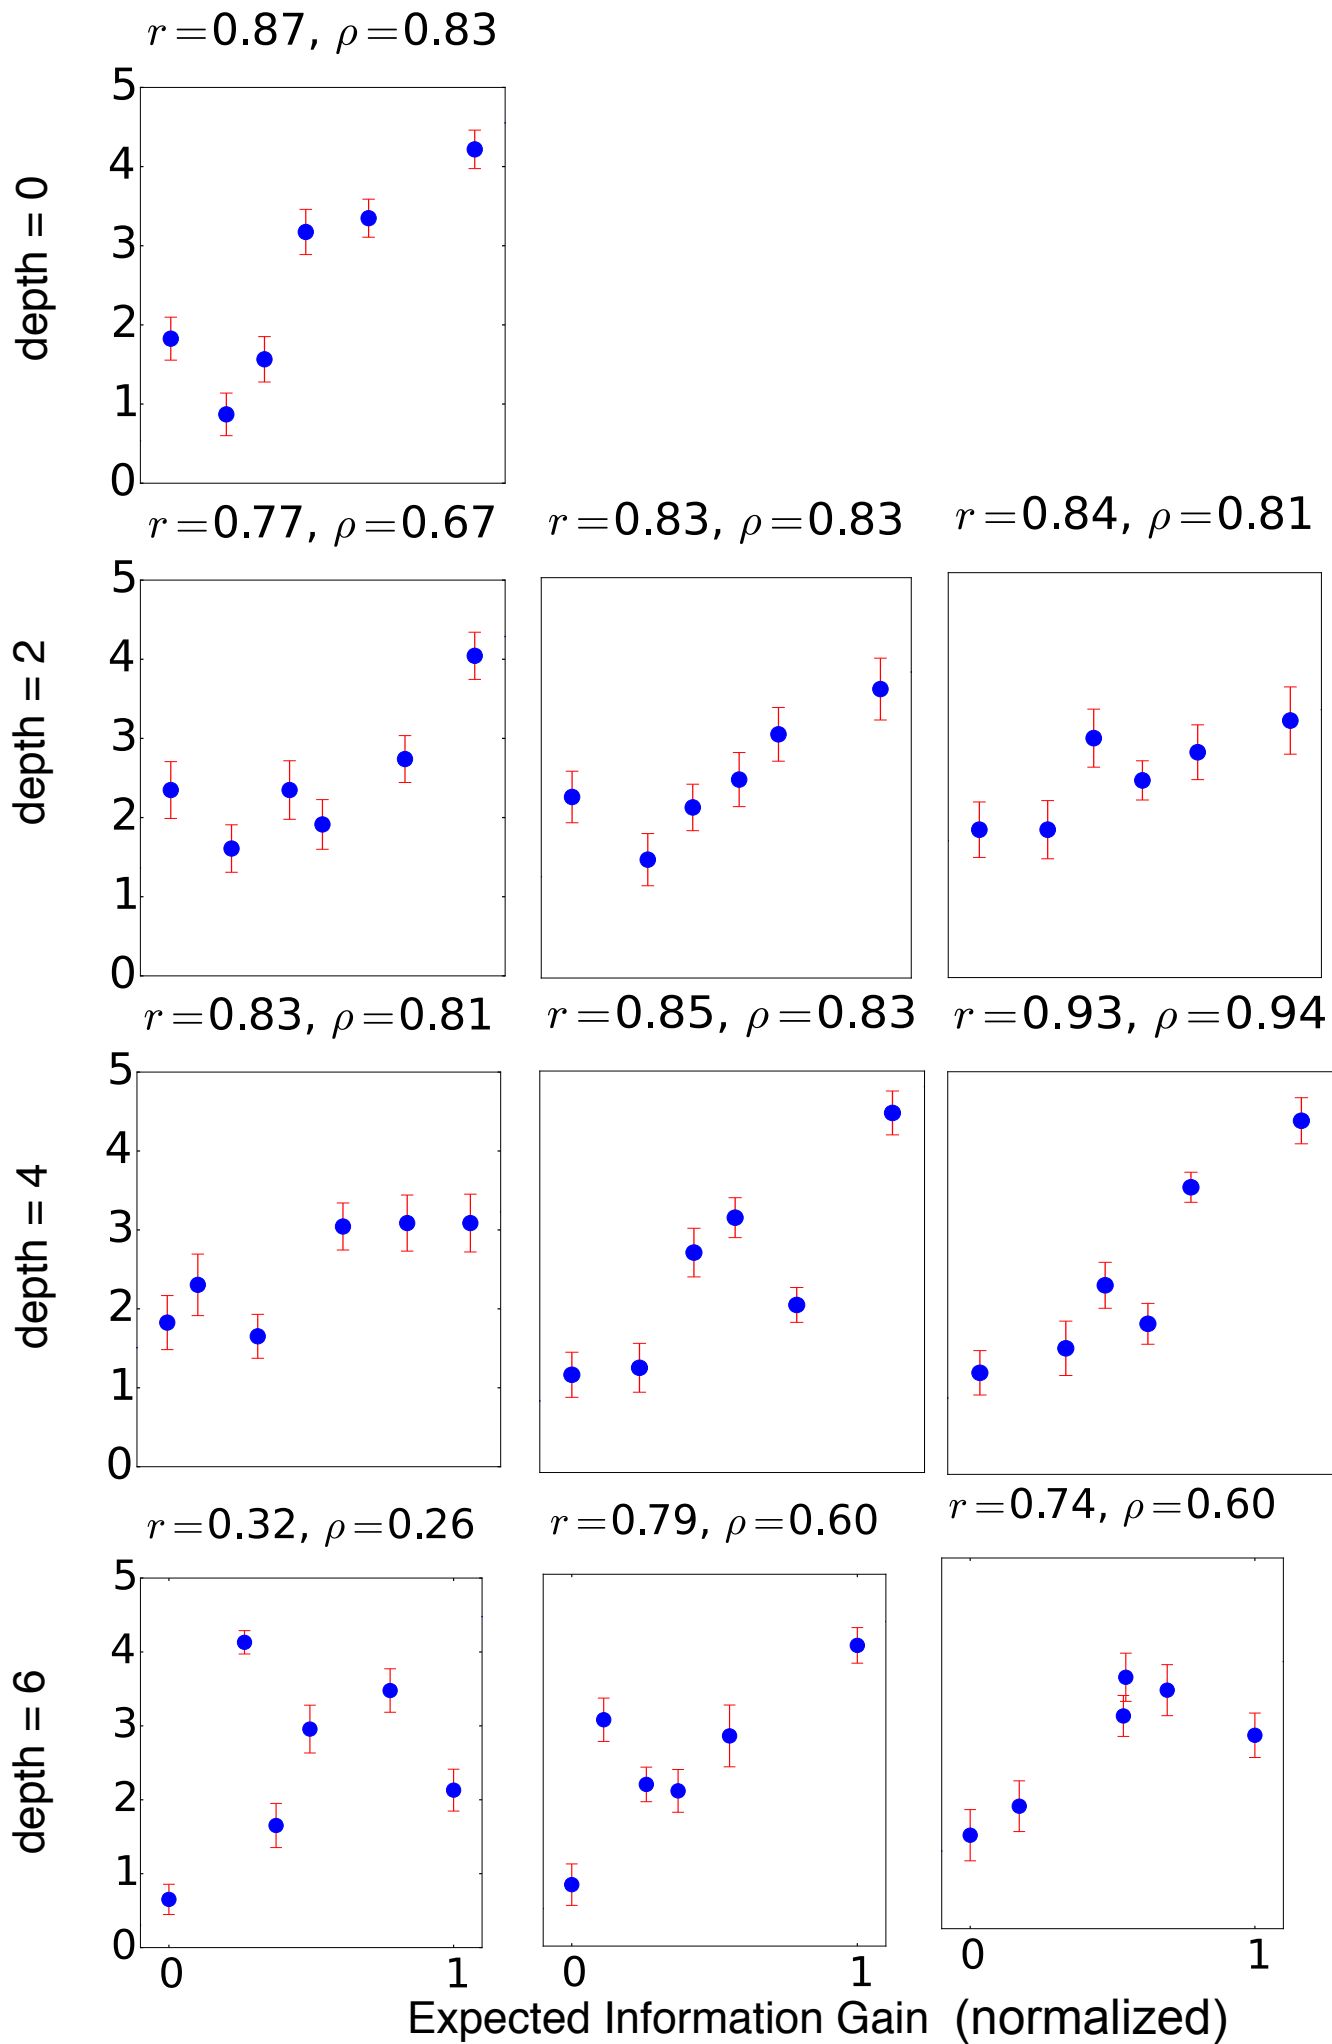 r=0.87, ρ=0.83
depth = 0
5
4
3
2
1
0
r=0.77, ρ=0.67
r=0.83, ρ=0.83
r=0.84, ρ=0.81
depth = 2
5
4
3
2
1
0
r=0.83, ρ=0.81
r=0.85, ρ=0.83
r=0.93, ρ=0.94
depth = 4
5
4
3
2
1
0
r=0.32, ρ=0.26
r=0.79, ρ=0.60
r=0.74, ρ=0.60
depth = 6
5
4
3
2
1
0
0 1
0 1
0 1
Expected Information Gain (normalized)